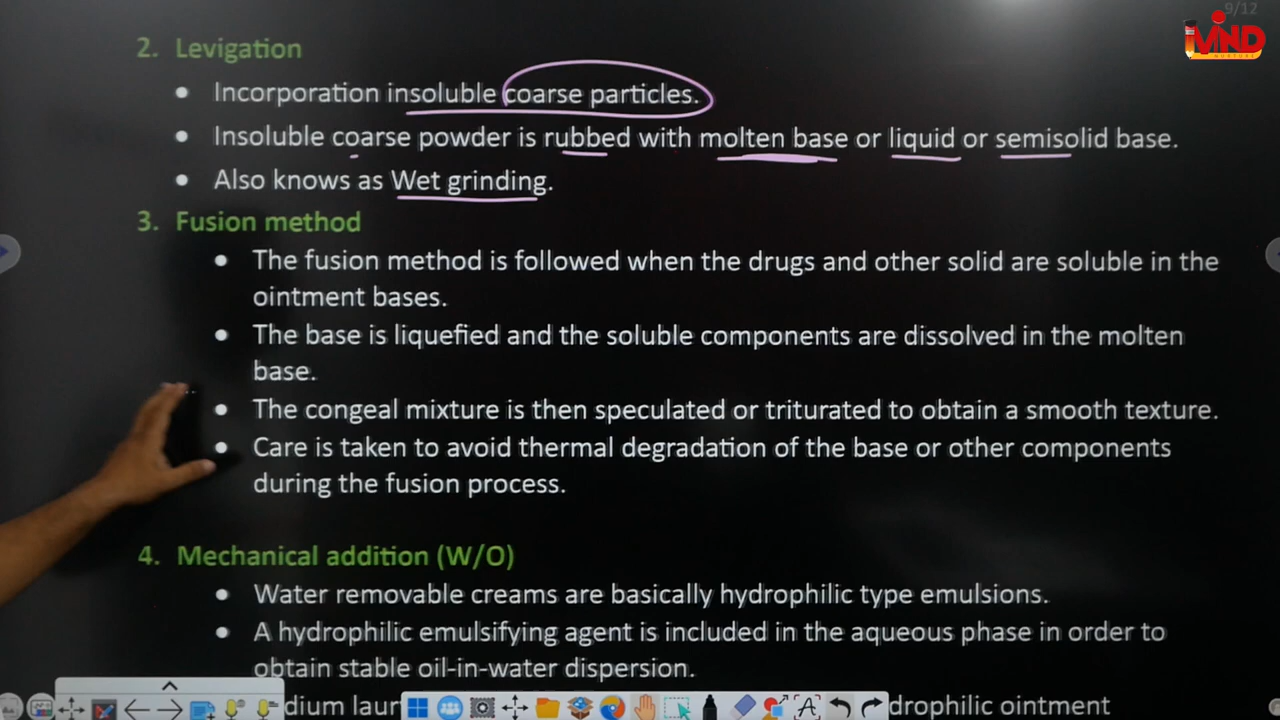 9/12
MIND
NURTURE
2. Levigation
• Incorporation insoluble coarse particles.
• Insoluble coarse powder is rubbed with molten base or liquid or semisolid base.
• Also knows as Wet grinding.
3. Fusion method
• The fusion method is followed when the drugs and other solid are soluble in the
ointment bases.
• The base is liquefied and the soluble components are dissolved in the molten
base.
• The congeal mixture is then speculated or triturated to obtain a smooth texture.
• Care is taken to avoid thermal degradation of the base or other components
during the fusion process.
4. Mechanical addition (W/O)
• Water removable creams are basically hydrophilic type emulsions.
• A hydrophilic emulsifying agent is included in the aqueous phase in order to
obtain stable oil-in-water dispersion.
ointment